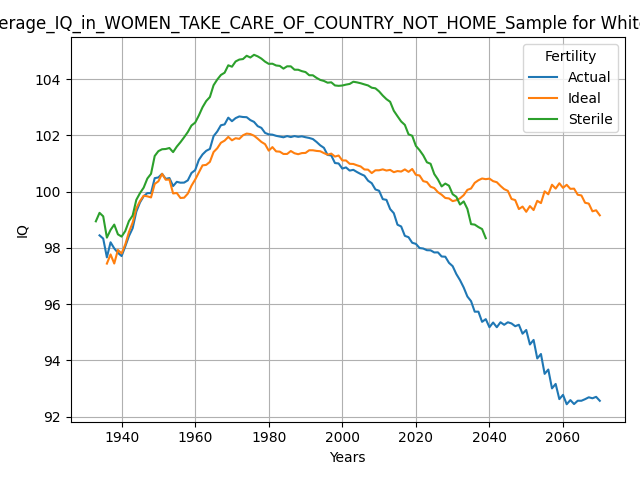 erage_IQ_in_WOMEN_TAKE_CARE_OF_COUNTRY_NOT_HOME_Sample for White
Fertility
Actual
Ideal
Sterile
IQ
104
102
100
98
96
94
92
1940 1960 1980 2000 2020 2040 2060
Years